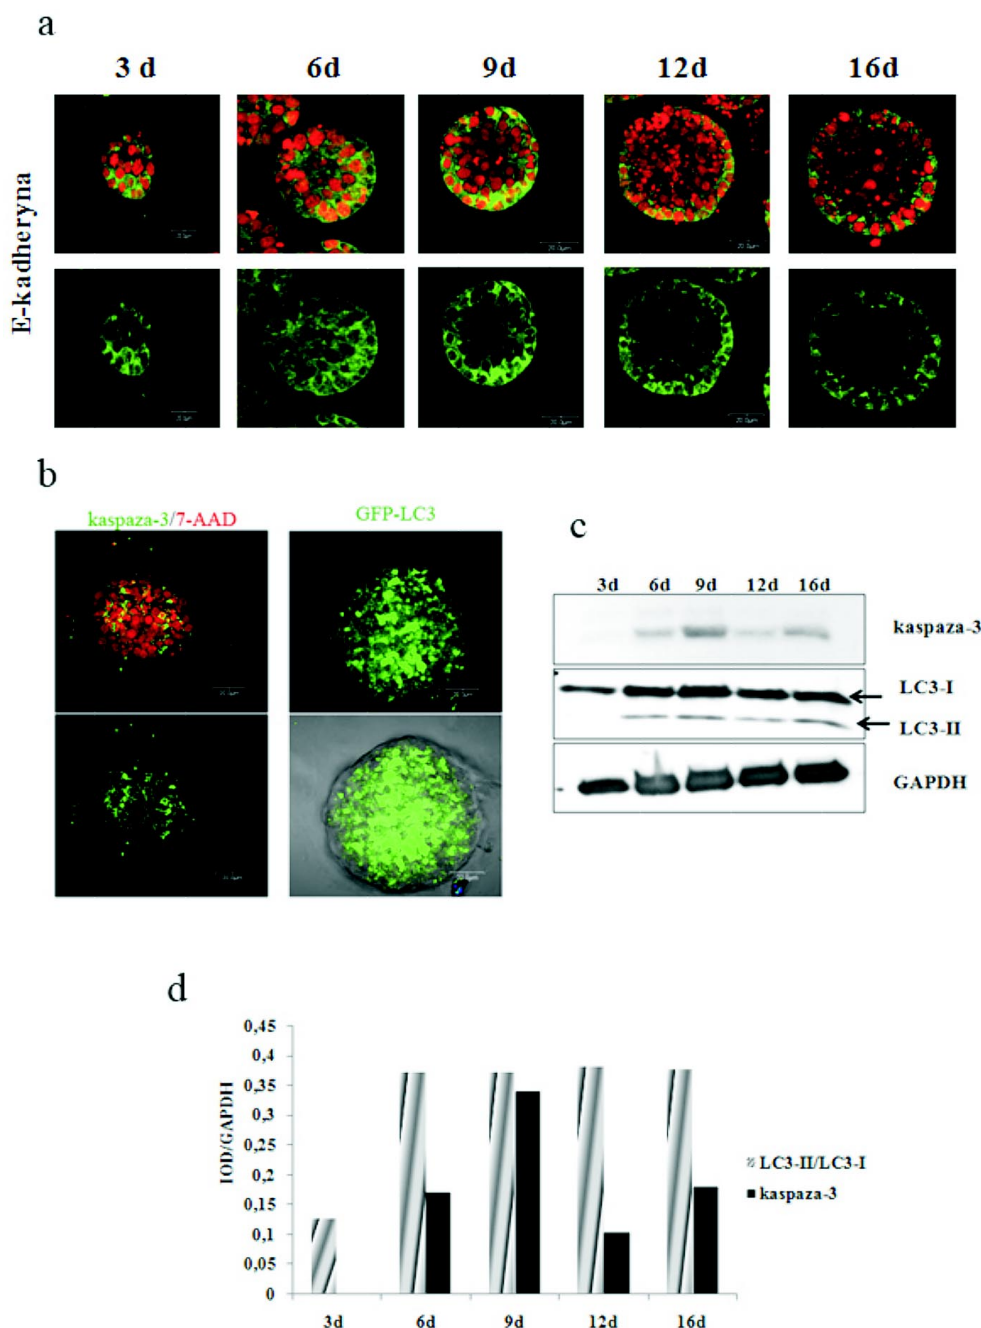 a
3 d 6d 9d 12d 16d
E-kadheryna
b
kaspaza-3/7-AAD
GFP-LC3
c
3d 6d 9d 12d 16d
kaspaza-3
LC3-I
LC3-II
GAPDH
d
IOD/GAPDH
0,45
0,4
0,35
0,3
0,25
0,2
0,15
0,1
0,05
0
3d 6d 9d 12d 16d
LC3-II/LC3-I
kaspaza-3